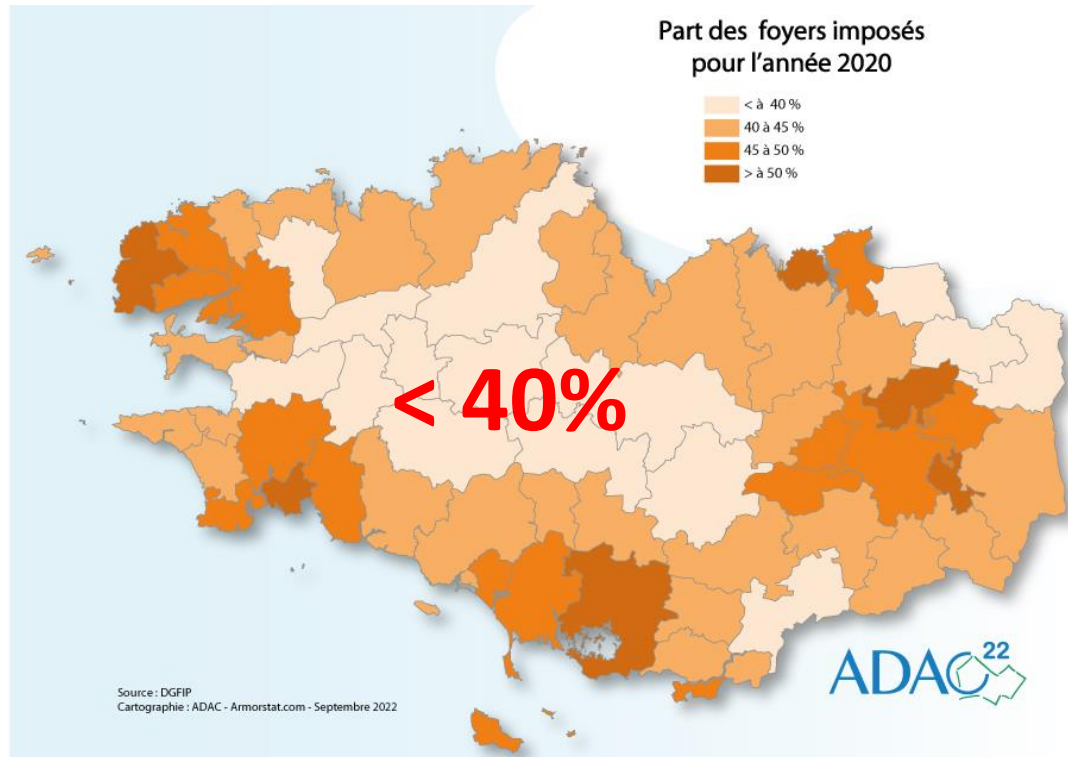 Part des foyers imposés
pour l'année 2020
< à 40 %
40 à 45 %
45 à 50 %
> à 50 %
< 40%
ADAC 22
Source : DGFIP
Cartographie : ADAC - Armorstat.com - Septembre 2022